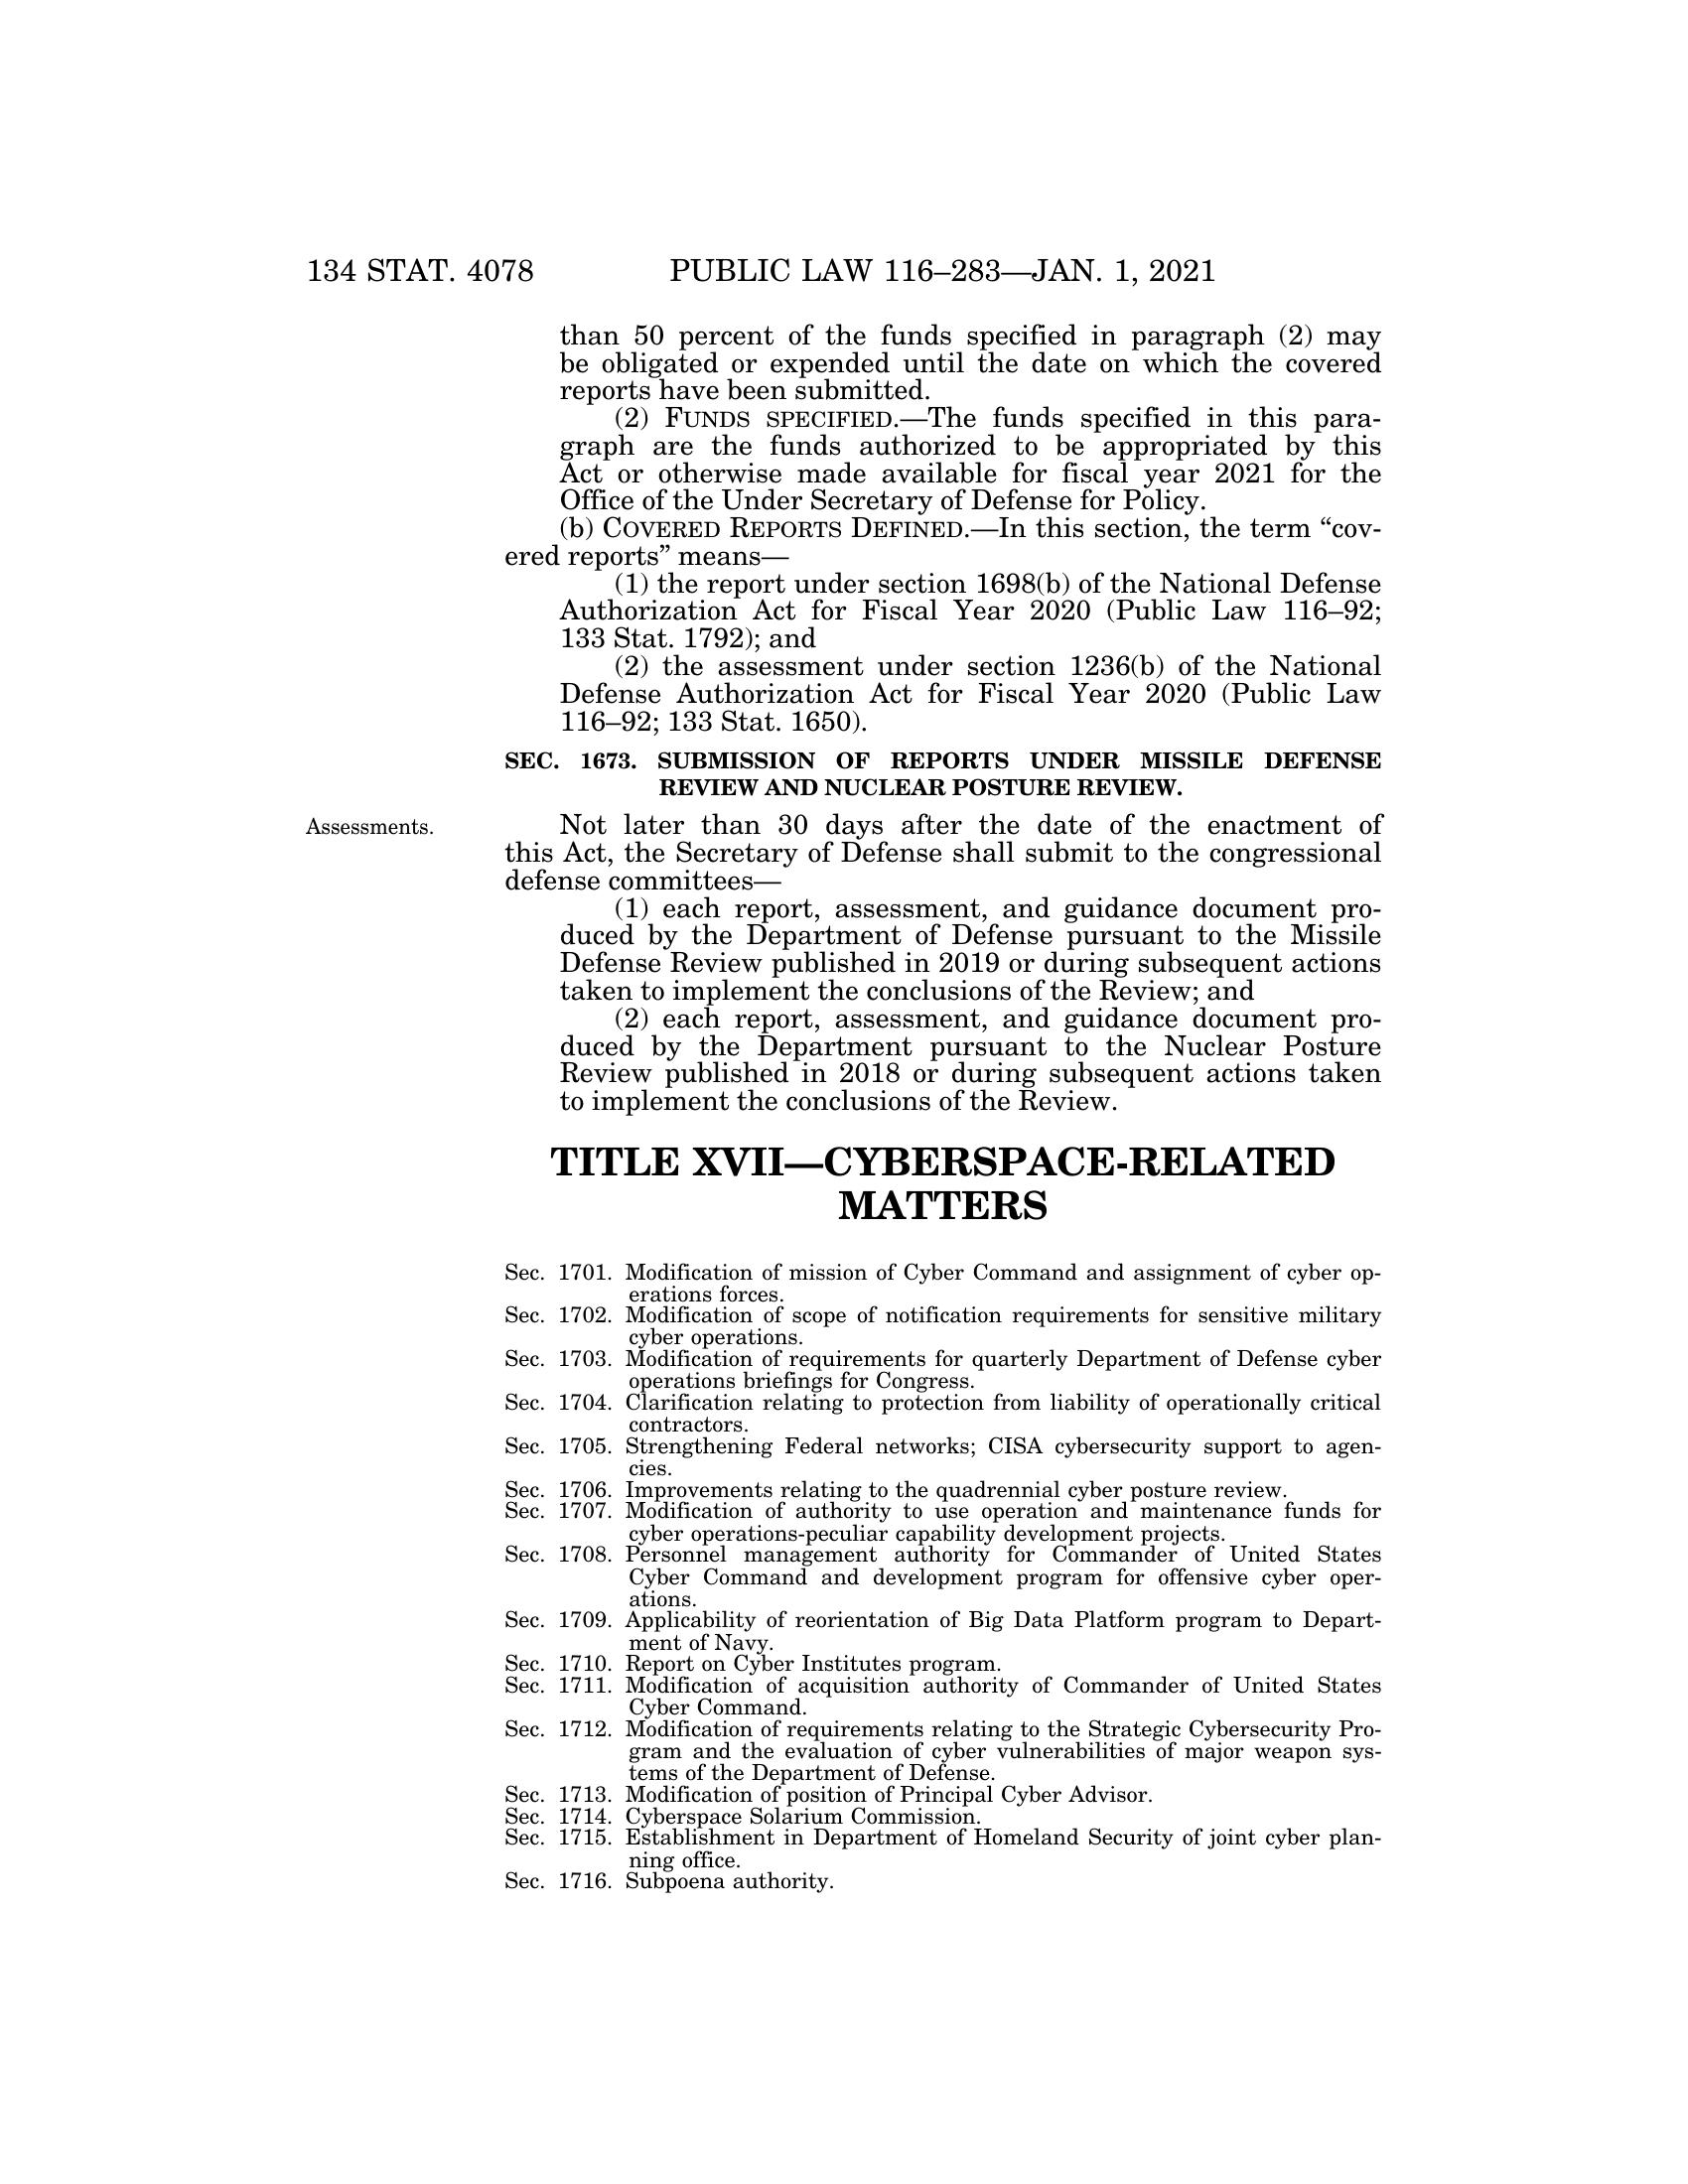 134 STAT. 4078
PUBLIC LAW 116–283—JAN. 1, 2021
than 50 percent of the funds specified in paragraph (2) may
be obligated or expended until the date on which the covered
reports have been submitted.
(2) FUNDS SPECIFIED.—The funds specified in this para-
graph are the funds authorized to be appropriated by this
Act or otherwise made available for fiscal year 2021 for the
Office of the Under Secretary of Defense for Policy.
(b) COVERED REPORTS DEFINED.—In this section, the term “cov-
ered reports” means—
(1) the report under section 1698(b) of the National Defense
Authorization Act for Fiscal Year 2020 (Public Law 116–92;
133 Stat. 1792); and
(2) the assessment under section 1236(b) of the National
Defense Authorization Act for Fiscal Year 2020 (Public Law
116–92; 133 Stat. 1650).
SEC. 1673. SUBMISSION OF REPORTS UNDER MISSILE DEFENSE
REVIEW AND NUCLEAR POSTURE REVIEW.
Assessments.
Not later than 30 days after the date of the enactment of
this Act, the Secretary of Defense shall submit to the congressional
defense committees—
(1) each report, assessment, and guidance document pro-
duced by the Department of Defense pursuant to the Missile
Defense Review published in 2019 or during subsequent actions
taken to implement the conclusions of the Review; and
(2) each report, assessment, and guidance document pro-
duced by the Department pursuant to the Nuclear Posture
Review published in 2018 or during subsequent actions taken
to implement the conclusions of the Review.
TITLE XVII—CYBERSPACE-RELATED
MATTERS
Sec. 1701. Modification of mission of Cyber Command and assignment of cyber op-
erations forces.
Sec. 1702. Modification of scope of notification requirements for sensitive military
cyber operations.
Sec. 1703. Modification of requirements for quarterly Department of Defense cyber
operations briefings for Congress.
Sec. 1704. Clarification relating to protection from liability of operationally critical
contractors.
Sec. 1705. Strengthening Federal networks; CISA cybersecurity support to agen-
cies.
Sec. 1706. Improvements relating to the quadrennial cyber posture review.
Sec. 1707. Modification of authority to use operation and maintenance funds for
cyber operations-peculiar capability development projects.
Sec. 1708. Personnel management authority for Commander of United States
Cyber Command and development program for offensive cyber oper-
ations.
Sec. 1709. Applicability of reorientation of Big Data Platform program to Depart-
ment of Navy.
Sec. 1710. Report on Cyber Institutes program.
Sec. 1711. Modification of acquisition authority of Commander of United States
Cyber Command.
Sec. 1712. Modification of requirements relating to the Strategic Cybersecurity Pro-
gram and the evaluation of cyber vulnerabilities of major weapon sys-
tems of the Department of Defense.
Sec. 1713. Modification of position of Principal Cyber Advisor.
Sec. 1714. Cyberspace Solarium Commission.
Sec. 1715. Establishment in Department of Homeland Security of joint cyber plan-
ning office.
Sec. 1716. Subpoena authority.